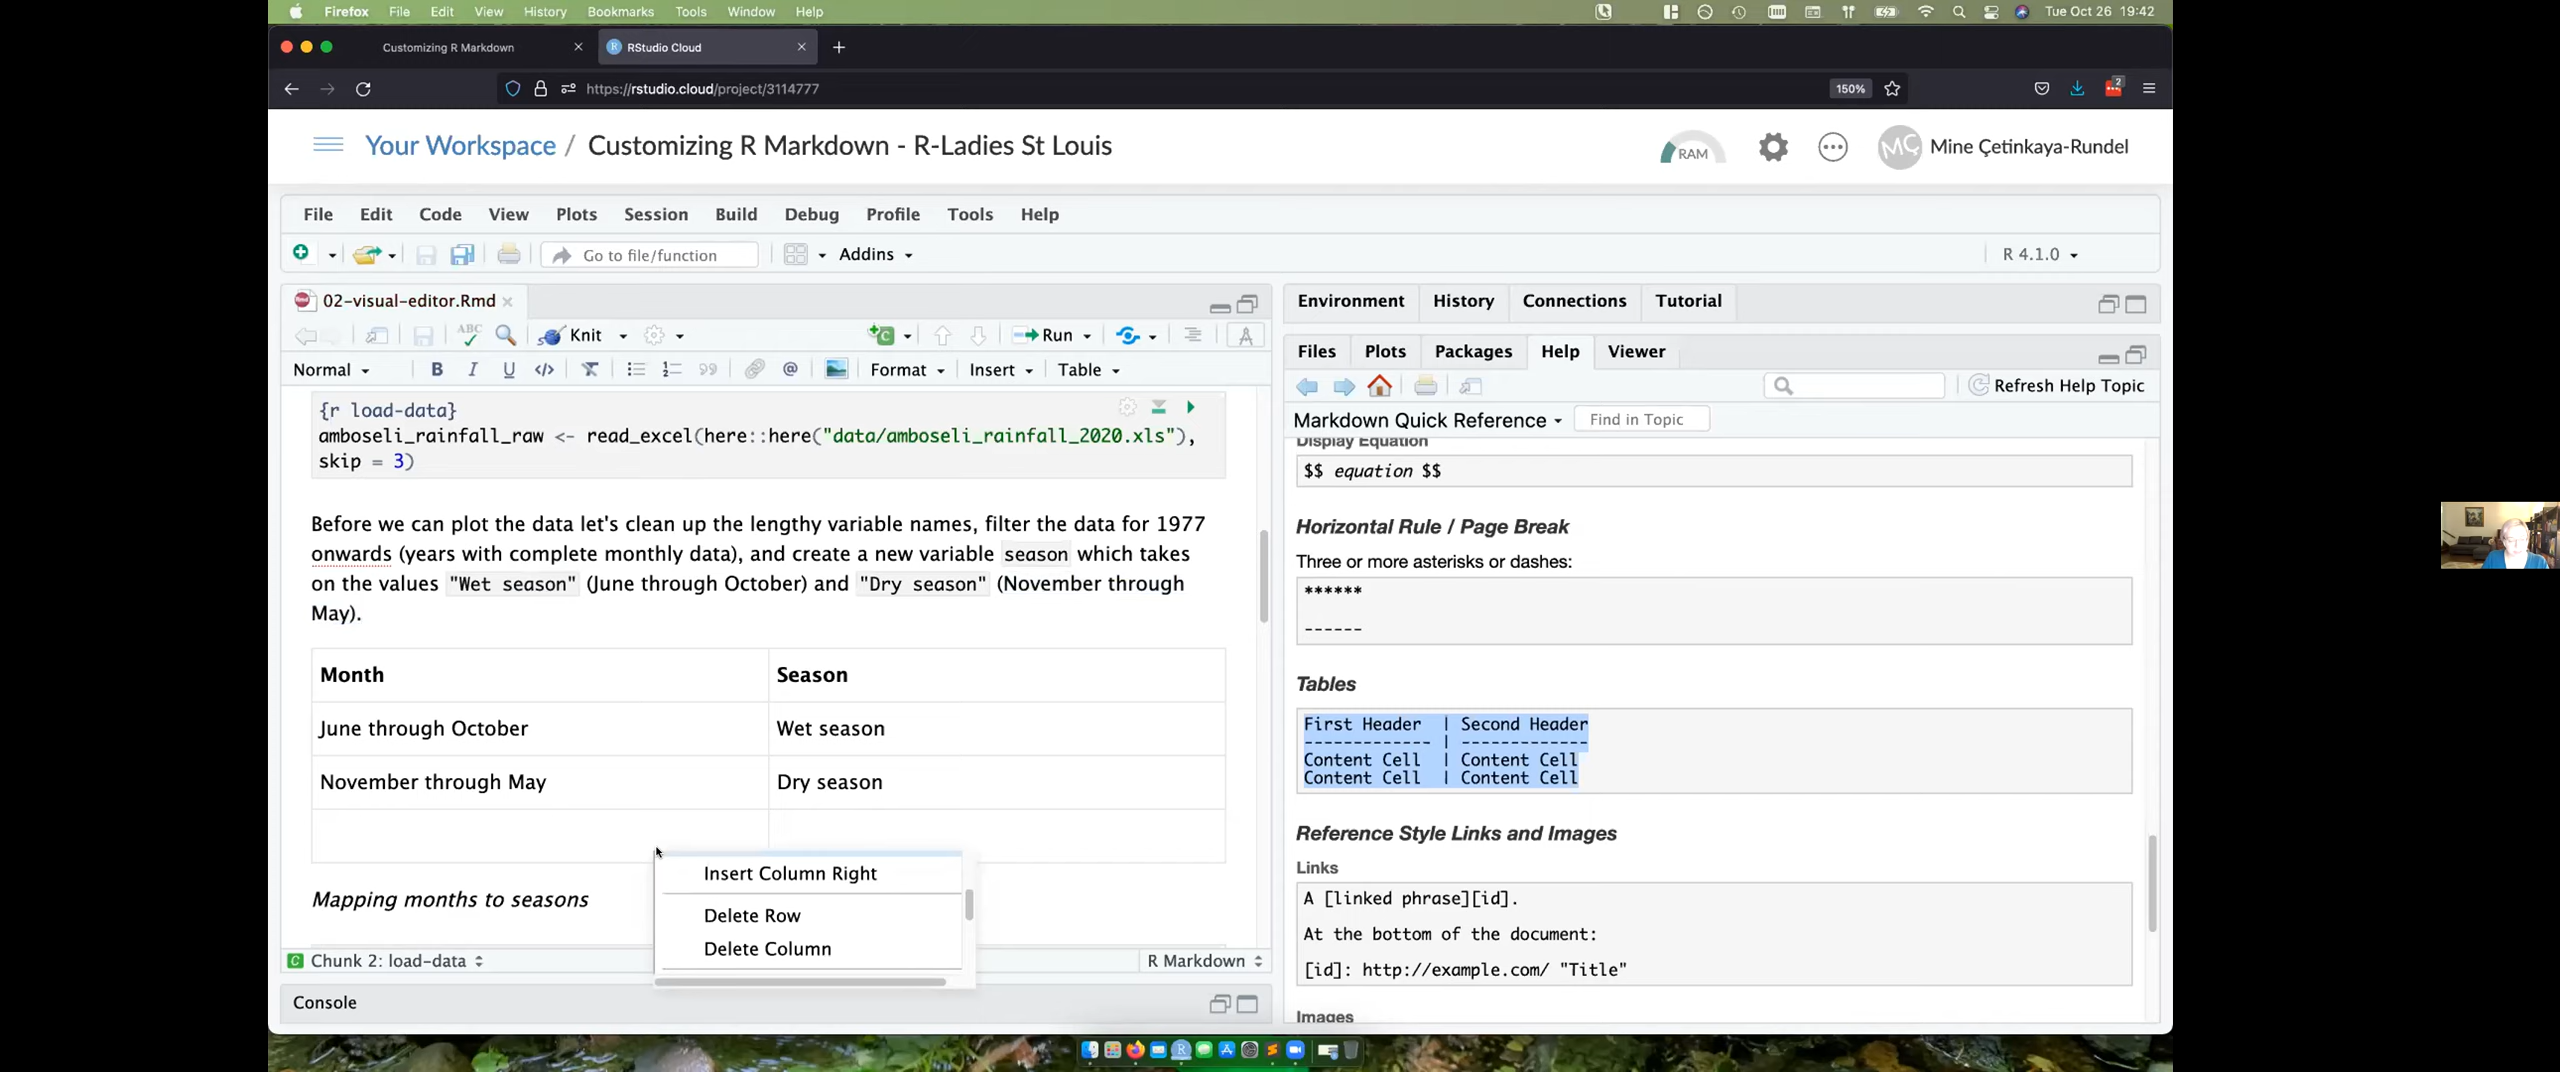 Firefox File Edit View History Bookmarks Tools Window Help Tue Oct 26 19:42
Customizing R Markdown RStudio Cloud
https://rstudio.cloud/project/3114777 150% 2
Your Workspace / Customizing R Markdown - R-Ladies St Louis RAM MÇ Mine Çetinkaya-Rundel
File Edit Code View Plots Session Build Debug Profile Tools Help
Go to file/function Addins R 4.1.0
02-visual-editor.Rmd
ABC Knit Run
Normal B I U </> Format Insert Table
{r load-data}
amboseli_rainfall_raw <- read_excel(here::here("data/amboseli_rainfall_2020.xls"),
skip = 3)
Before we can plot the data let's clean up the lengthy variable names, filter the data for 1977
onwards (years with complete monthly data), and create a new variable season which takes
on the values "Wet season" (June through October) and "Dry season" (November through
May).
Month Season
June through October Wet season
November through May Dry season
Insert Column Right
Delete Row
Delete Column
Mapping months to seasons
Chunk 2: load-data R Markdown
Console
Environment History Connections Tutorial
Files Plots Packages Help Viewer
Refresh Help Topic
Markdown Quick Reference Find in Topic
Display Equation
$$ equation $$
Horizontal Rule / Page Break
Three or more asterisks or dashes:
******
------
Tables
First Header | Second Header
------------- | -------------
Content Cell | Content Cell
Content Cell | Content Cell
Reference Style Links and Images
Links
A [linked phrase][id].
At the bottom of the document:
[id]: http://example.com/ "Title"
Images